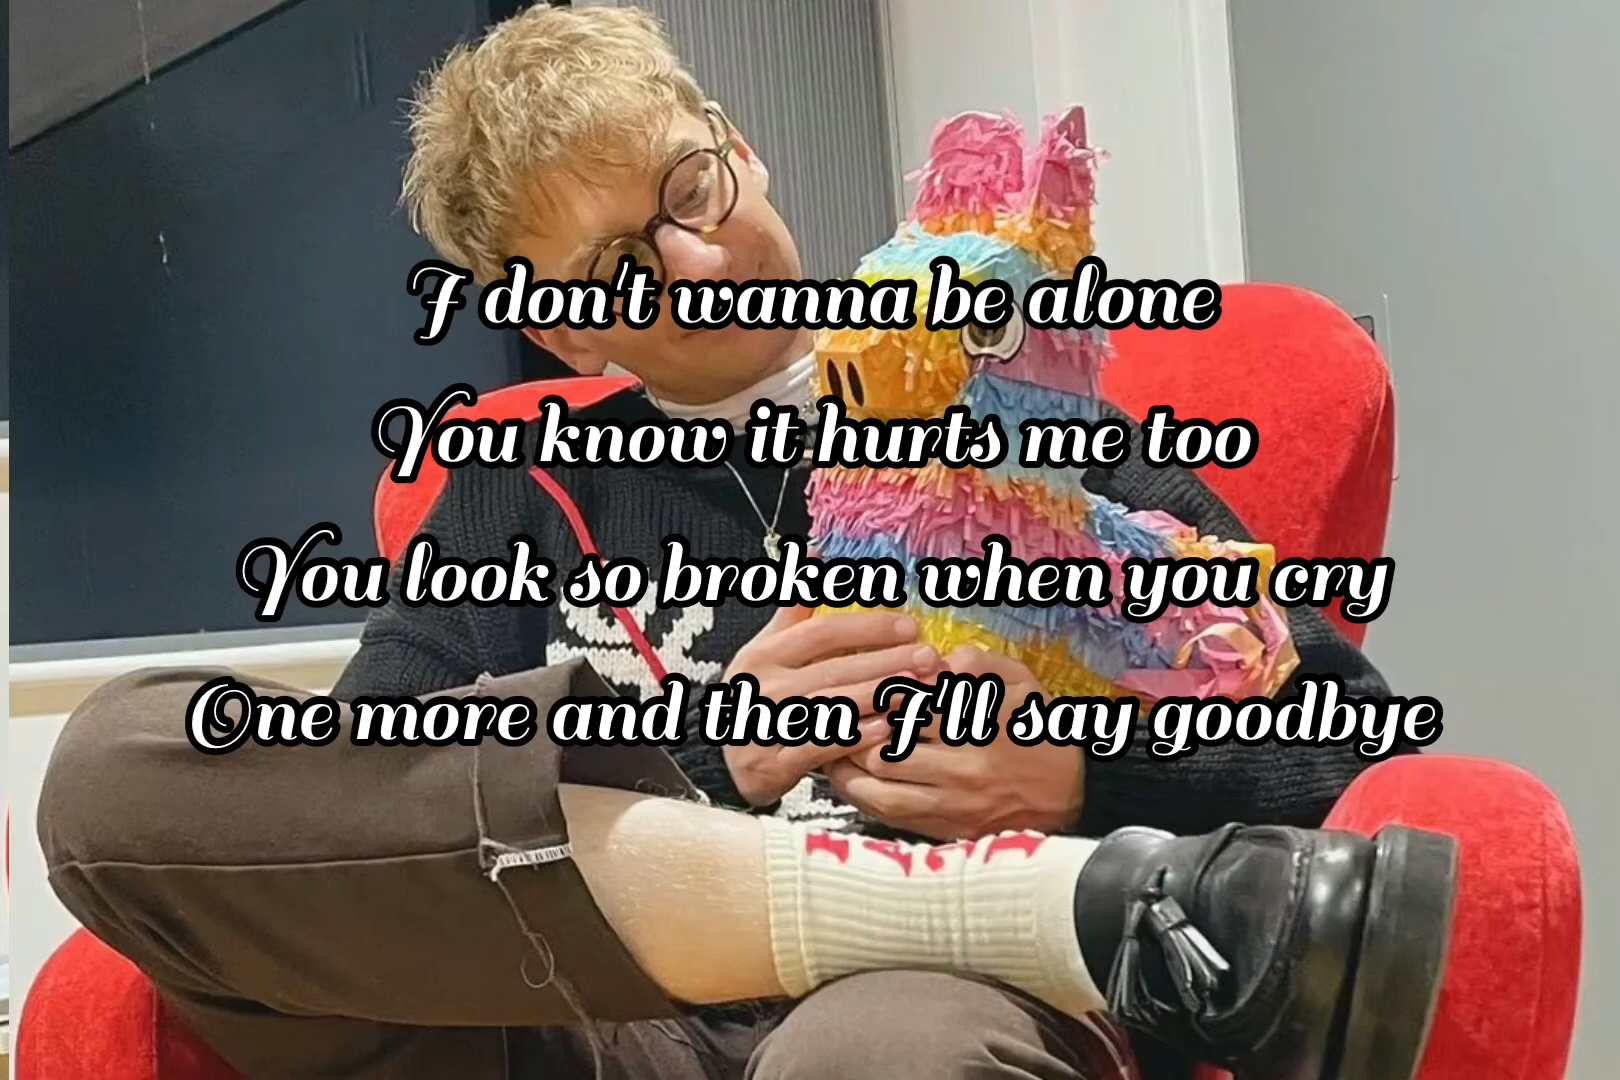 I don't wanna be alone
You know it hurts me too
You look so broken when you cry
One more and then I'll say goodbye